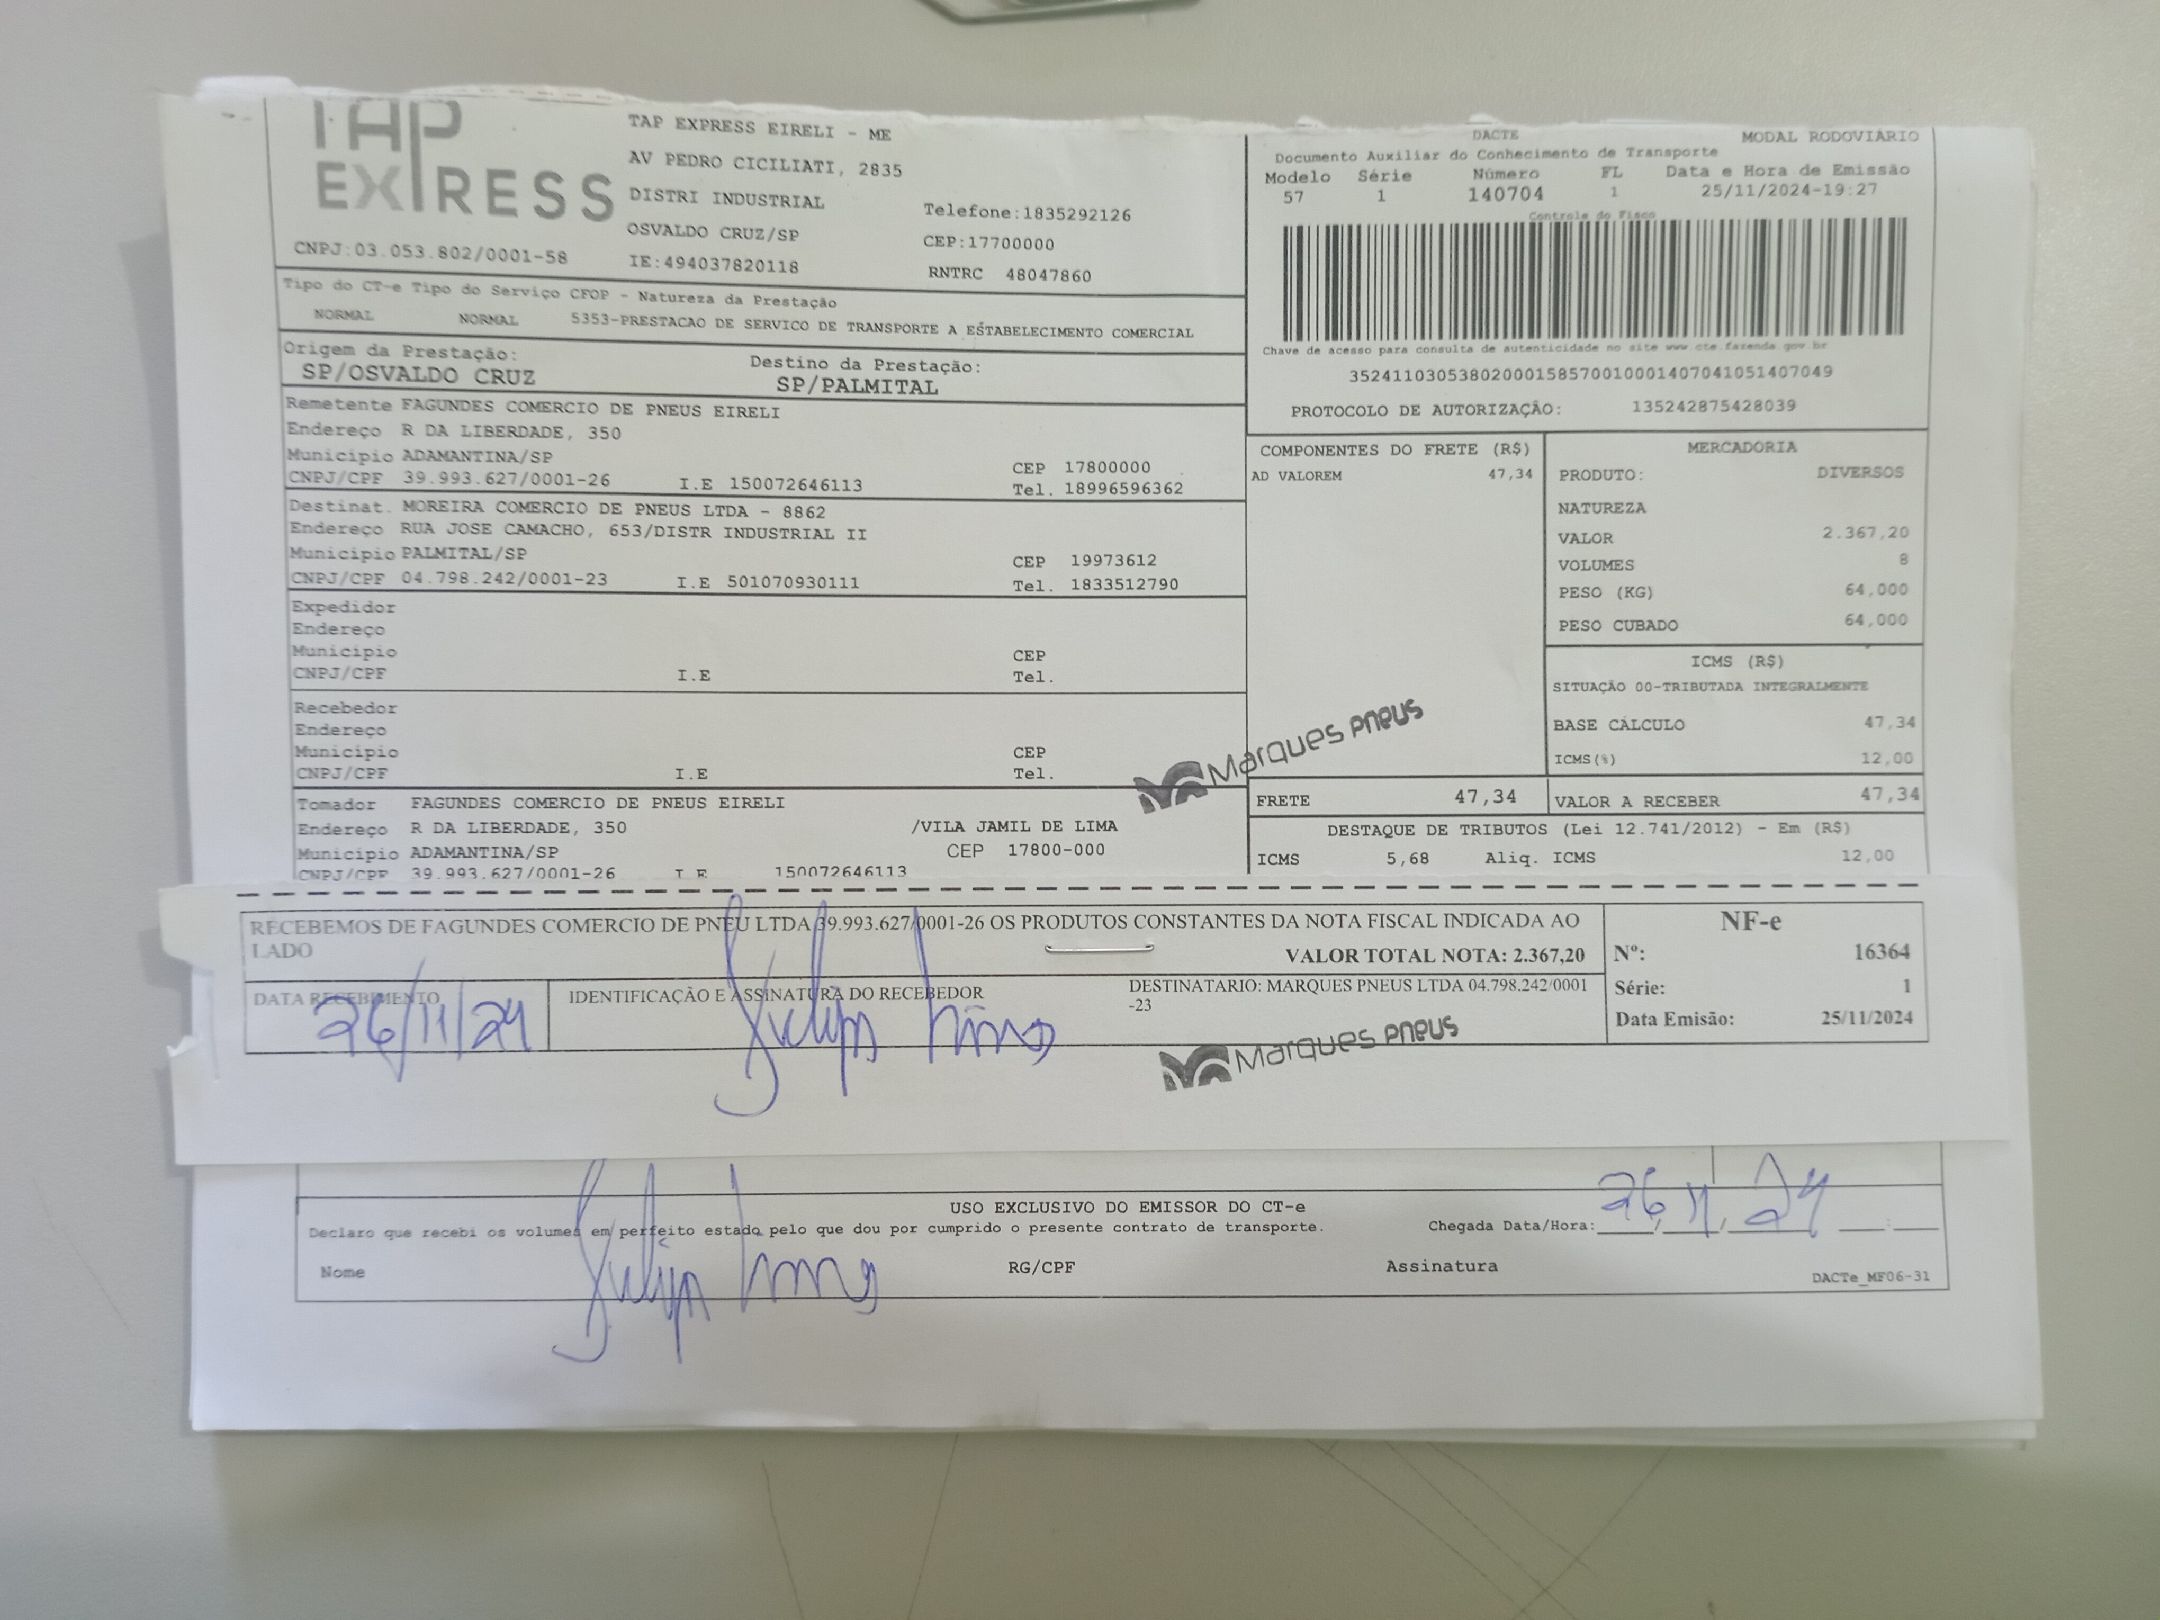 TAP
EXPRESS
CNPJ:03.053.802/0001-58
TAP EXPRESS EIRELI - ME
AV PEDRO CICILIATI, 2835
DISTRI INDUSTRIAL
OSVALDO CRUZ/SP
IE:494037820118
Telefone:1835292126
CEP:17700000
RNTRC 48047860
DACTE MODAL RODOVIÁRIO
Documento Auxiliar do Conhecimento de Transporte
Modelo Série Número FL Data e Hora de Emissão
57 1 140704 1 25/11/2024-19:27
Controle do Fisco
Chave de acesso para consulta de autenticidade no site www.cte.fazenda.gov.br
35241103053802000158570010001407041051407049
PROTOCOLO DE AUTORIZAÇÃO: 135242875428039
Tipo do CT-e Tipo do Serviço CFOP - Natureza da Prestação
NORMAL NORMAL 5353-PRESTACAO DE SERVICO DE TRANSPORTE A ESTABELECIMENTO COMERCIAL
Origem da Prestação: Destino da Prestação:
SP/OSVALDO CRUZ SP/PALMITAL
Remetente FAGUNDES COMERCIO DE PNEUS EIRELI
Endereço R DA LIBERDADE, 350
Municipio ADAMANTINA/SP CEP 17800000
CNPJ/CPF 39.993.627/0001-26 I.E 150072646113 Tel. 18996596362
Destinat. MOREIRA COMERCIO DE PNEUS LTDA - 8862
Endereço RUA JOSE CAMACHO, 653/DISTR INDUSTRIAL II
Municipio PALMITAL/SP CEP 19973612
CNPJ/CPF 04.798.242/0001-23 I.E 501070930111 Tel. 1833512790
Expedidor
Endereço
Municipio CEP
CNPJ/CPF I.E Tel.
Recebedor
Endereço
Municipio CEP
CNPJ/CPF I.E Tel.
Tomador FAGUNDES COMERCIO DE PNEUS EIRELI
Endereço R DA LIBERDADE, 350 /VILA JAMIL DE LIMA
Municipio ADAMANTINA/SP CEP 17800-000
CNPJ/CPF 39.993.627/0001-26 I E 150072646113
COMPONENTES DO FRETE (R$)
AD VALOREM 47,34
MERCADORIA
PRODUTO: DIVERSOS
NATUREZA
VALOR 2.367,20
VOLUMES 8
PESO (KG) 64,000
PESO CUBADO 64,000
ICMS (R$)
SITUAÇÃO 00-TRIBUTADA INTEGRALMENTE
BASE CÁLCULO 47,34
ICMS(%) 12,00
Marques Pneus
FRETE 47,34 VALOR A RECEBER 47,34
DESTAQUE DE TRIBUTOS (Lei 12.741/2012) - Em (R$)
ICMS 5,68 Aliq. ICMS 12,00
RECEBEMOS DE FAGUNDES COMERCIO DE PNEU LTDA 39.993.627/0001-26 OS PRODUTOS CONSTANTES DA NOTA FISCAL INDICADA AO
LADO
VALOR TOTAL NOTA: 2.367,20
DATA RECEBIMENTO
26/11/24
IDENTIFICAÇÃO E ASSINATURA DO RECEBEDOR
DESTINATARIO: MARQUES PNEUS LTDA 04.798.242/0001
-23
Marques Pneus
NF-e
Nº: 16364
Série: 1
Data Emisão: 25/11/2024
USO EXCLUSIVO DO EMISSOR DO CT-e
Declaro que recebi os volumes em perfeito estado pelo que dou por cumprido o presente contrato de transporte. Chegada Data/Hora: 26/11/24
Nome RG/CPF Assinatura
DACTe_MF06-31